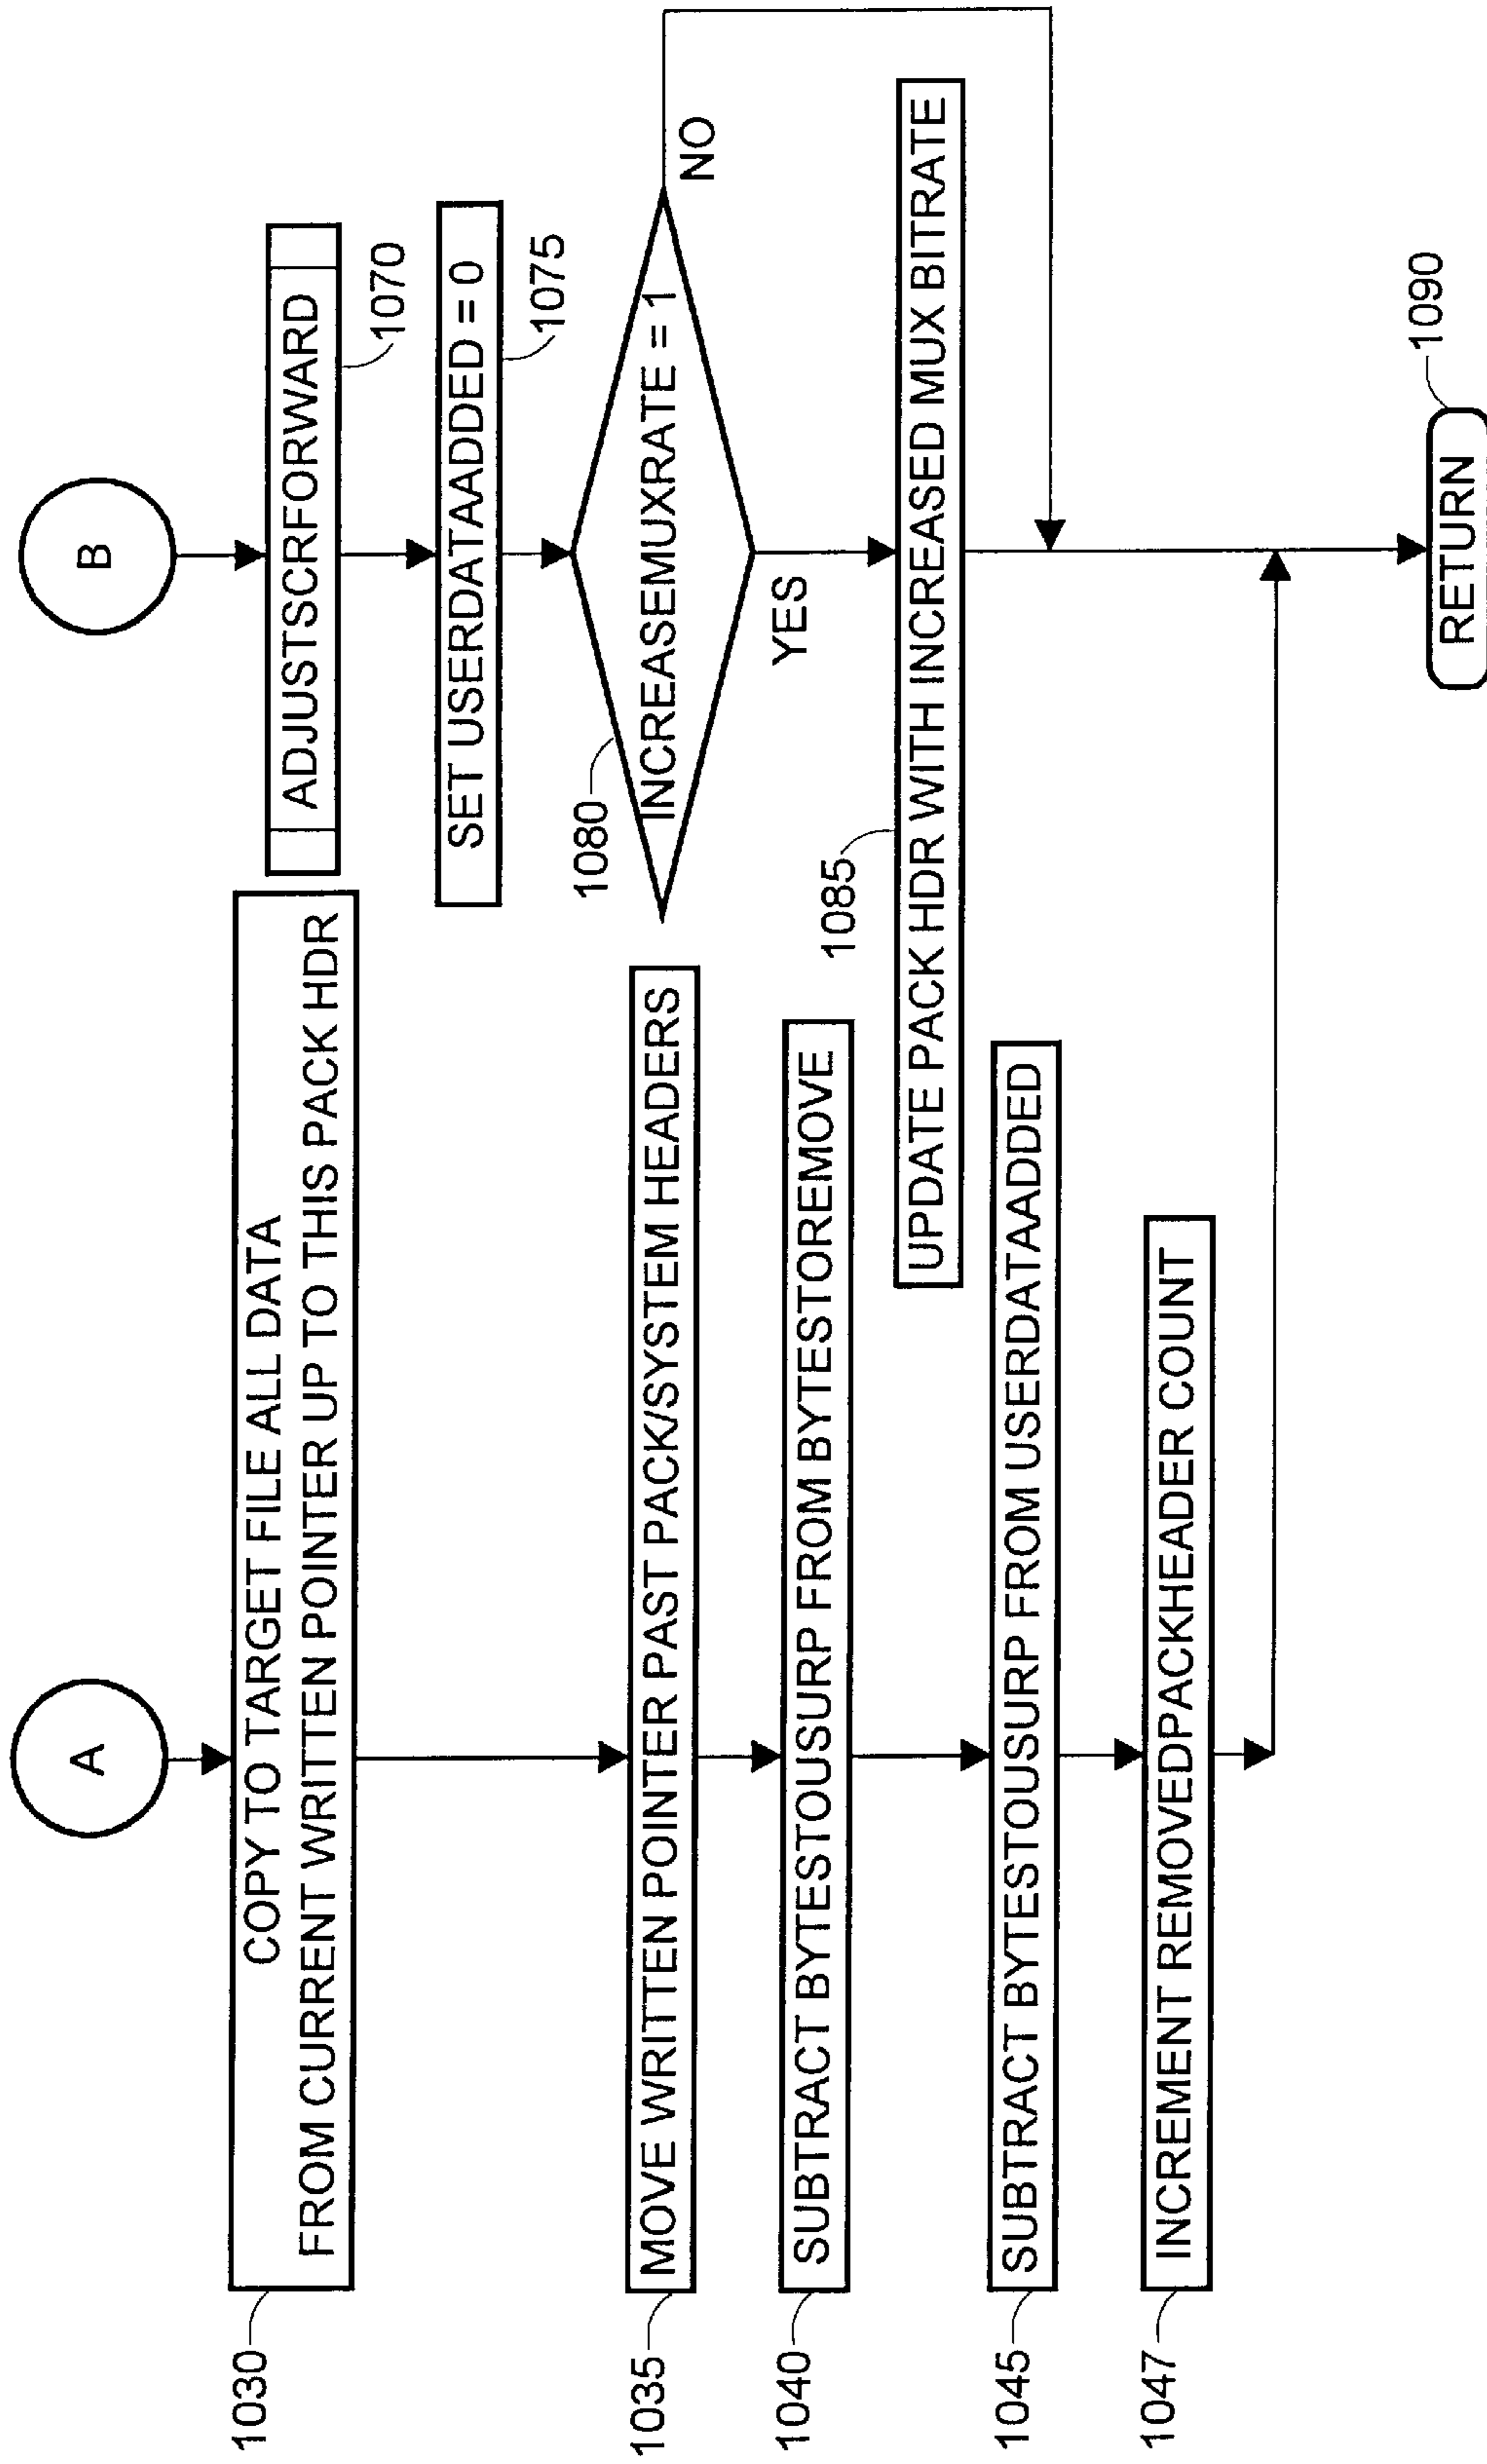 A
1030
COPY TO TARGET FILE ALL DATA
FROM CURRENT WRITTEN POINTER UP TO THIS PACK HDR
1035
MOVE WRITTEN POINTER PAST PACK/SYSTEM HEADERS
1040
SUBTRACT BYTESTOUSURP FROM BYTESTOREMOVE
1045
SUBTRACT BYTESTOUSURP FROM USERDATAADDED
1047
INCREMENT REMOVEDPACKHEADER COUNT
B
ADJUSTSCRFORWARD
1070
SET USERDATAADDED = 0
1075
1080
INCREASEMUXRATE = 1
NO
YES
1085
UPDATE PACK HDR WITH INCREASED MUX BITRATE
RETURN
1090